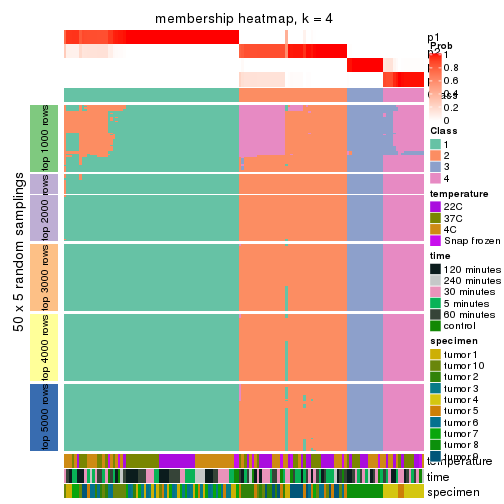 membership heatmap, k = 4
p1
p2
Prob
1
0.8
0.6
0.4
0.2
0
Class
1
2
3
4
temperature
22C
37C
4C
Snap frozen
time
120 minutes
240 minutes
30 minutes
5 minutes
60 minutes
control
specimen
tumor 1
tumor 10
tumor 2
tumor 3
tumor 4
tumor 5
tumor 6
tumor 7
tumor 8
tumor 9
50 x 5 random samplings
top 1000 rows
top 2000 rows
top 3000 rows
top 4000 rows
top 5000 rows
temperature
time
specimen